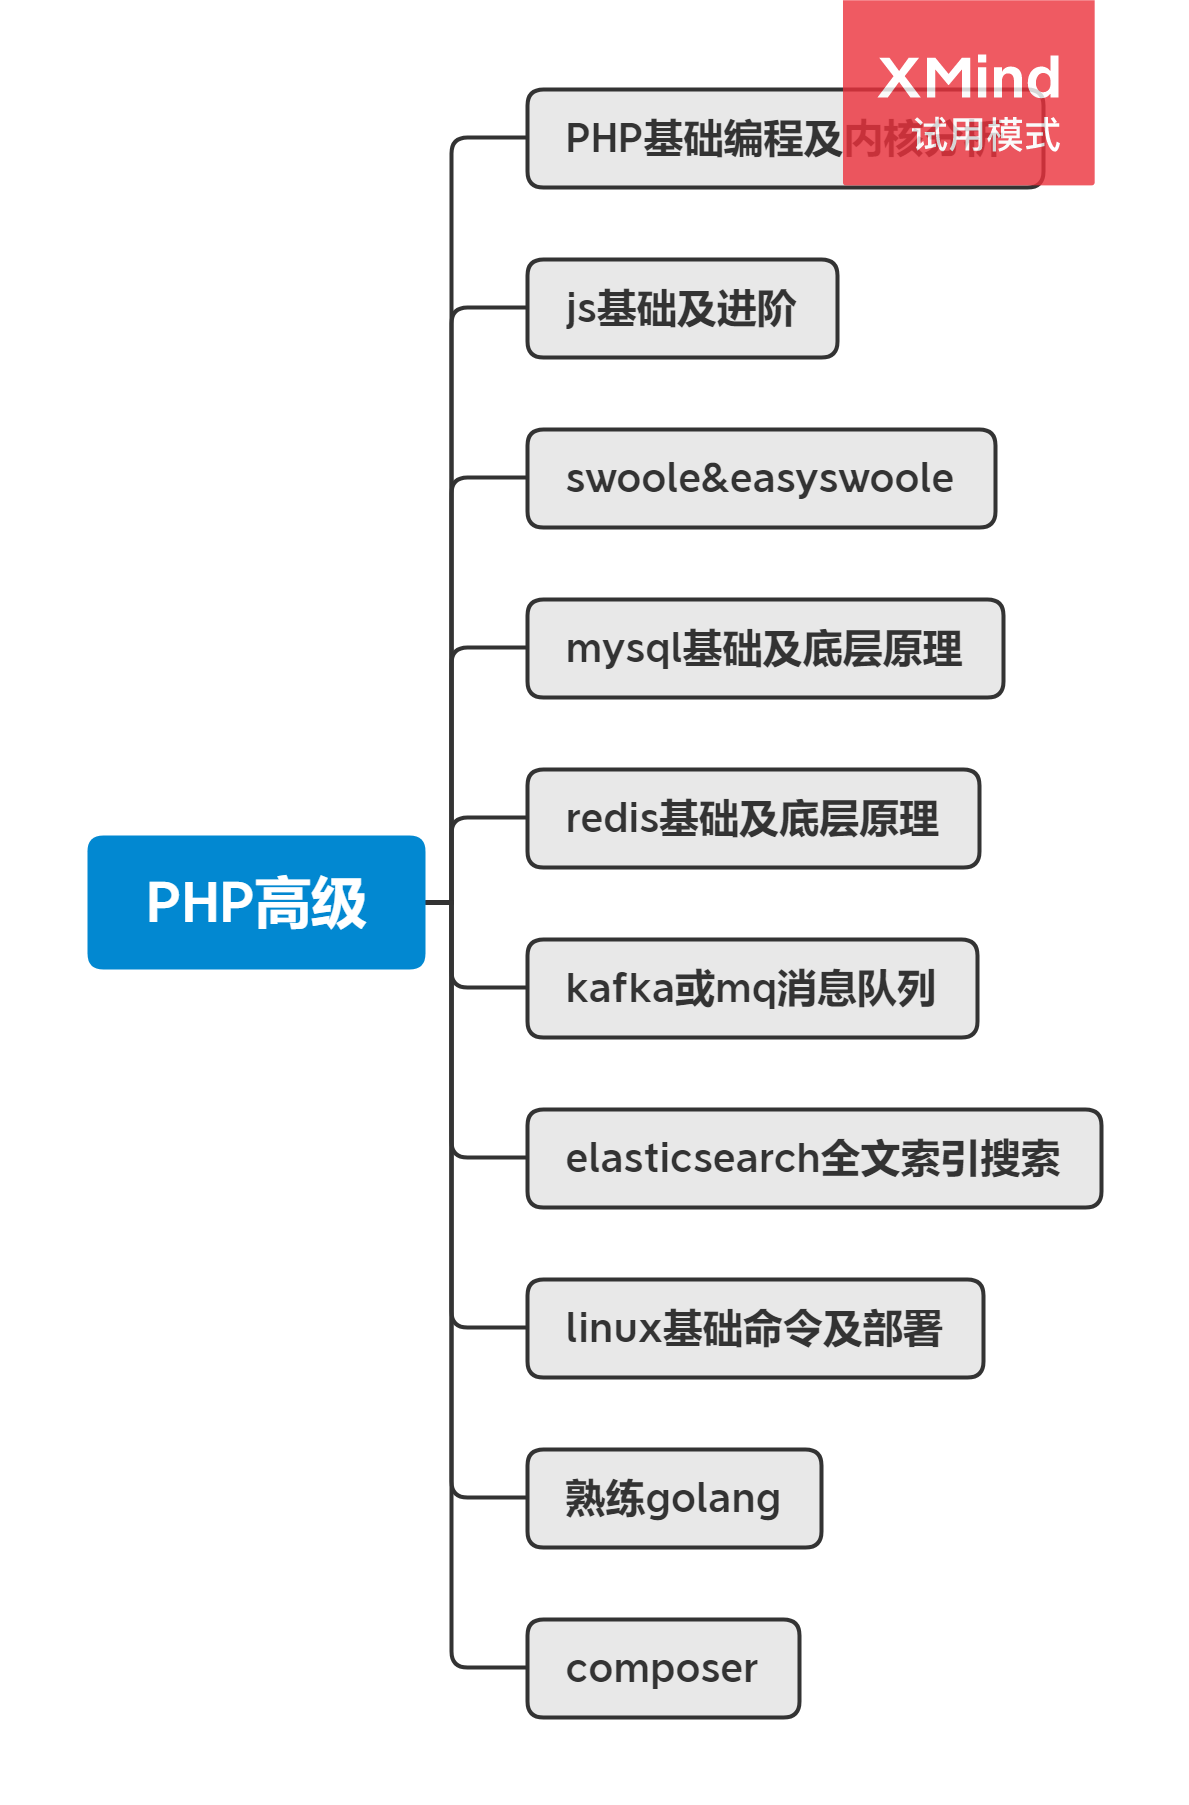 XMind
试用模式
PHP基础编程及内核分析
js基础及进阶
swoole&easyswoole
mysql基础及底层原理
redis基础及底层原理
PHP高级
kafka或mq消息队列
elasticsearch全文索引搜索
linux基础命令及部署
熟练golang
composer